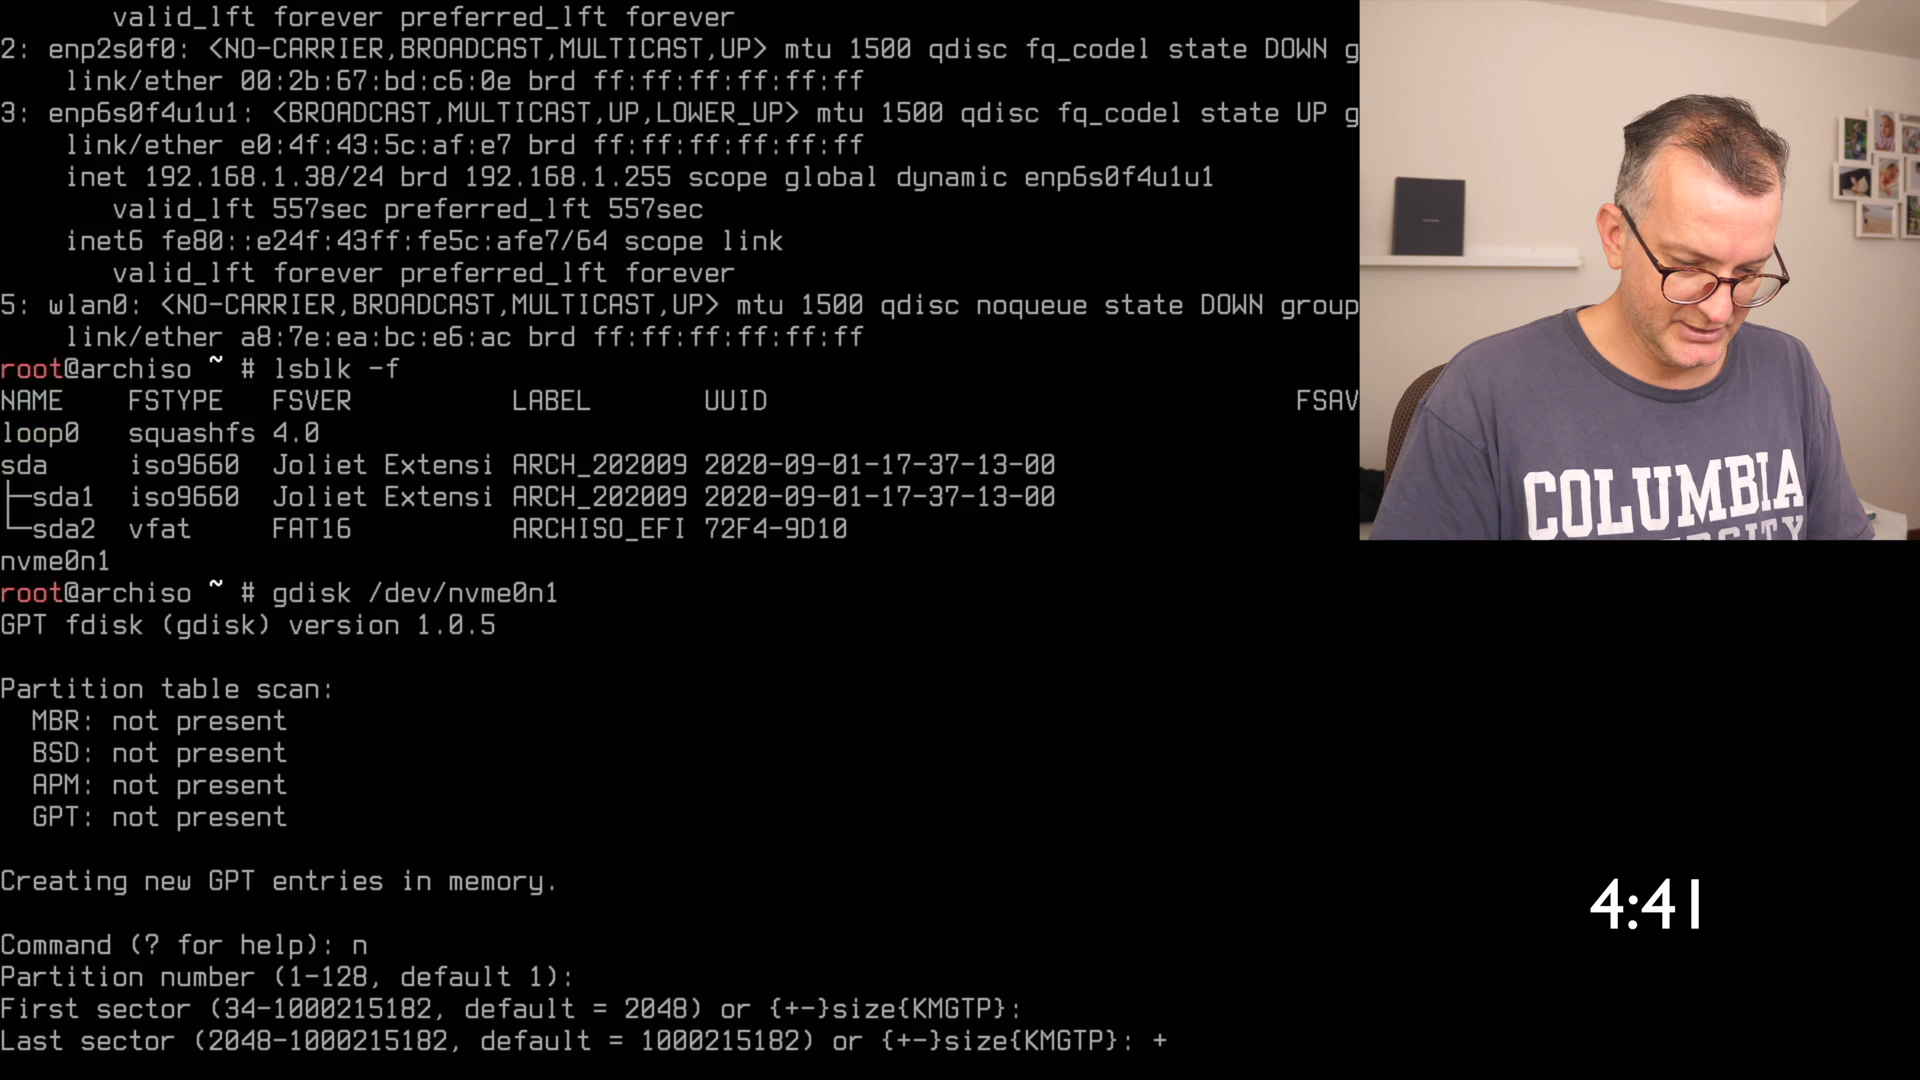 valid_lft forever preferred_lft forever
2: enp2s0f0: <NO-CARRIER,BROADCAST,MULTICAST,UP> mtu 1500 qdisc fq_codel state DOWN g
link/ether 00:2b:67:bd:c6:0e brd ff:ff:ff:ff:ff:ff
3: enp6s0f4u1u1: <BROADCAST,MULTICAST,UP,LOWER_UP> mtu 1500 qdisc fq_codel state UP g
link/ether e0:4f:43:5c:af:e7 brd ff:ff:ff:ff:ff:ff
inet 192.168.1.38/24 brd 192.168.1.255 scope global dynamic enp6s0f4u1u1
valid_lft 557sec preferred_lft 557sec
inet6 fe80::e24f:43ff:fe5c:afe7/64 scope link
valid_lft forever preferred_lft forever
5: wlan0: <NO-CARRIER,BROADCAST,MULTICAST,UP> mtu 1500 qdisc noqueue state DOWN group
link/ether a8:7e:ea:bc:e6:ac brd ff:ff:ff:ff:ff:ff
root@archiso ~ # lsblk -f
NAME FSTYPE FSVER LABEL UUID FSAV
loop0 squashfs 4.0
sda iso9660 Joliet Extensi ARCH_202009 2020-09-01-17-37-13-00
├─sda1 iso9660 Joliet Extensi ARCH_202009 2020-09-01-17-37-13-00
└─sda2 vfat FAT16 ARCHISO_EFI 72F4-9D10
nvme0n1
root@archiso ~ # gdisk /dev/nvme0n1
GPT fdisk (gdisk) version 1.0.5
Partition table scan:
MBR: not present
BSD: not present
APM: not present
GPT: not present
Creating new GPT entries in memory.
Command (? for help): n
Partition number (1-128, default 1):
First sector (34-1000215182, default = 2048) or {+-}size{KMGTP}:
Last sector (2048-1000215182, default = 1000215182) or {+-}size{KMGTP}: +
COLUMBIA
UNIVERSITY
4:41